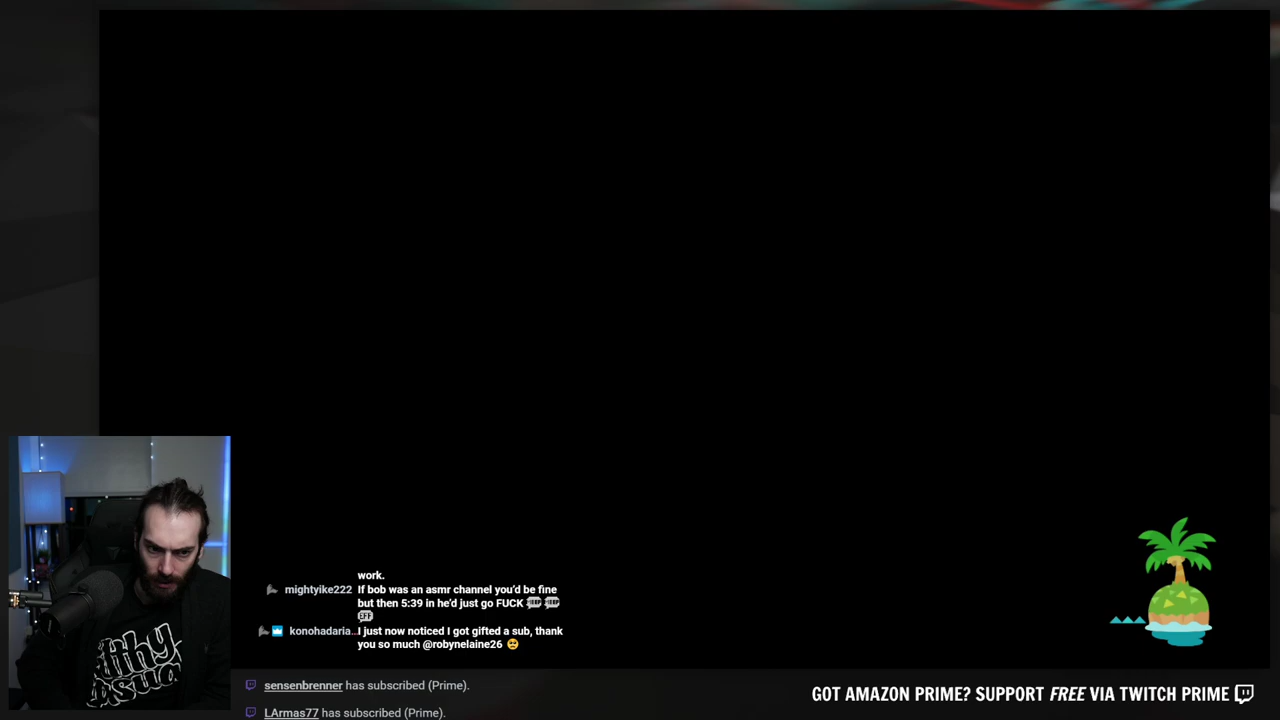 work.
mightyike222 If bob was an asmr channel you'd be fine
but then 5:39 in he'd just go FUCK
konohadaria... I just now noticed I got gifted a sub, thank
you so much @robynelaine26
sensenbrenner has subscribed (Prime).
LArmas77 has subscribed (Prime).
GOT AMAZON PRIME? SUPPORT FREE VIA TWITCH PRIME